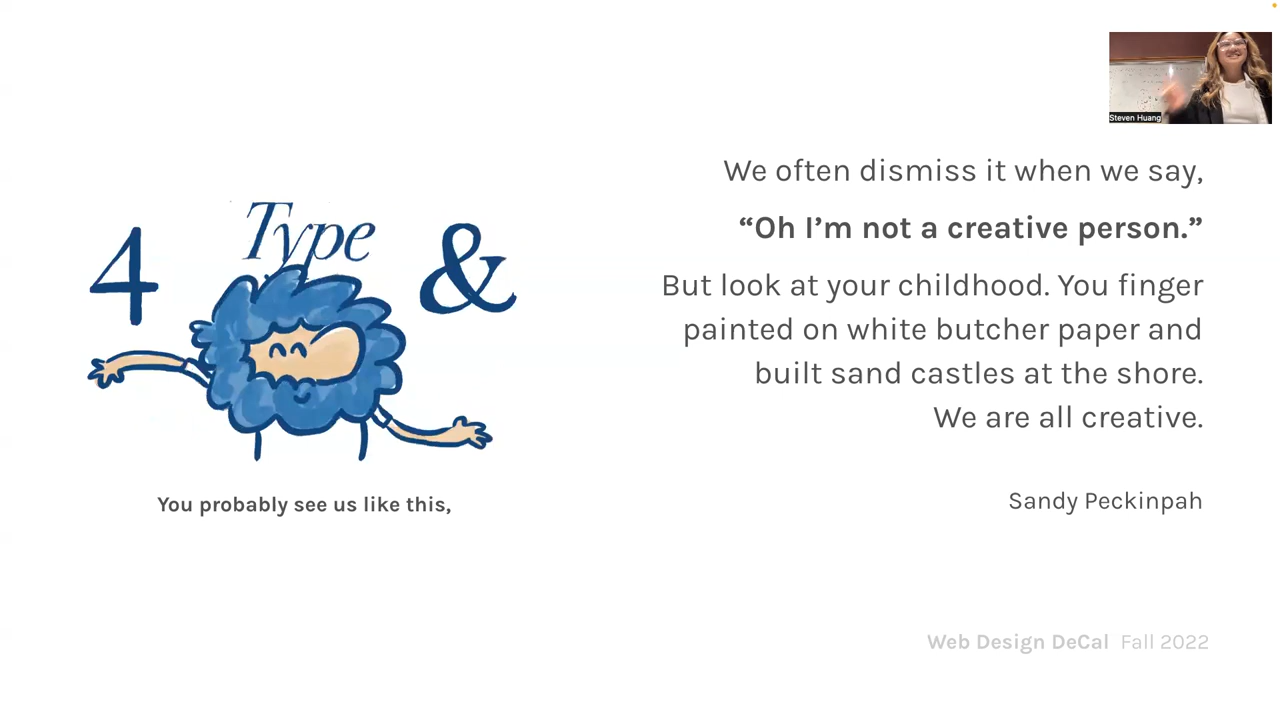 Steven Huang
4 Type &
You probably see us like this,
We often dismiss it when we say,
“Oh I’m not a creative person.”
But look at your childhood. You finger
painted on white butcher paper and
built sand castles at the shore.
We are all creative.
Sandy Peckinpah
Web Design DeCal Fall 2022